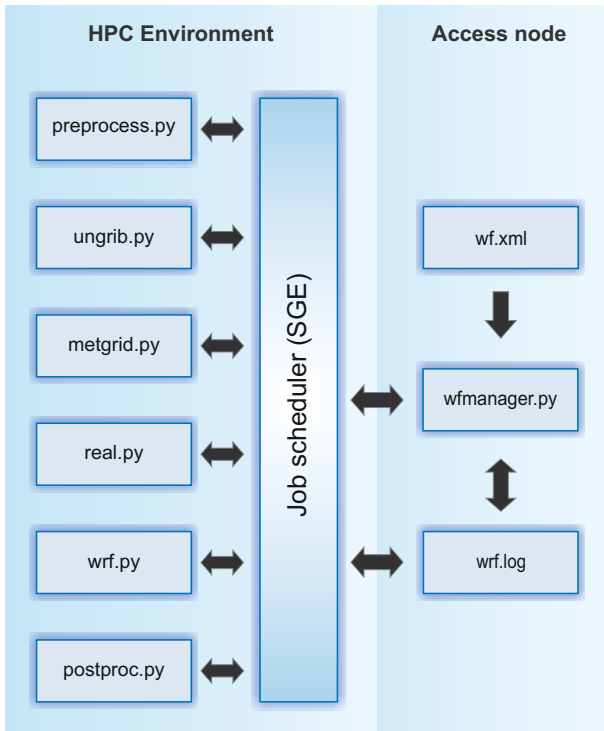 HPC Environment
Access node
preprocess.py
ungrib.py
metgrid.py
real.py
wrf.py
postproc.py
Job scheduler (SGE)
wf.xml
wfmanager.py
wrf.log